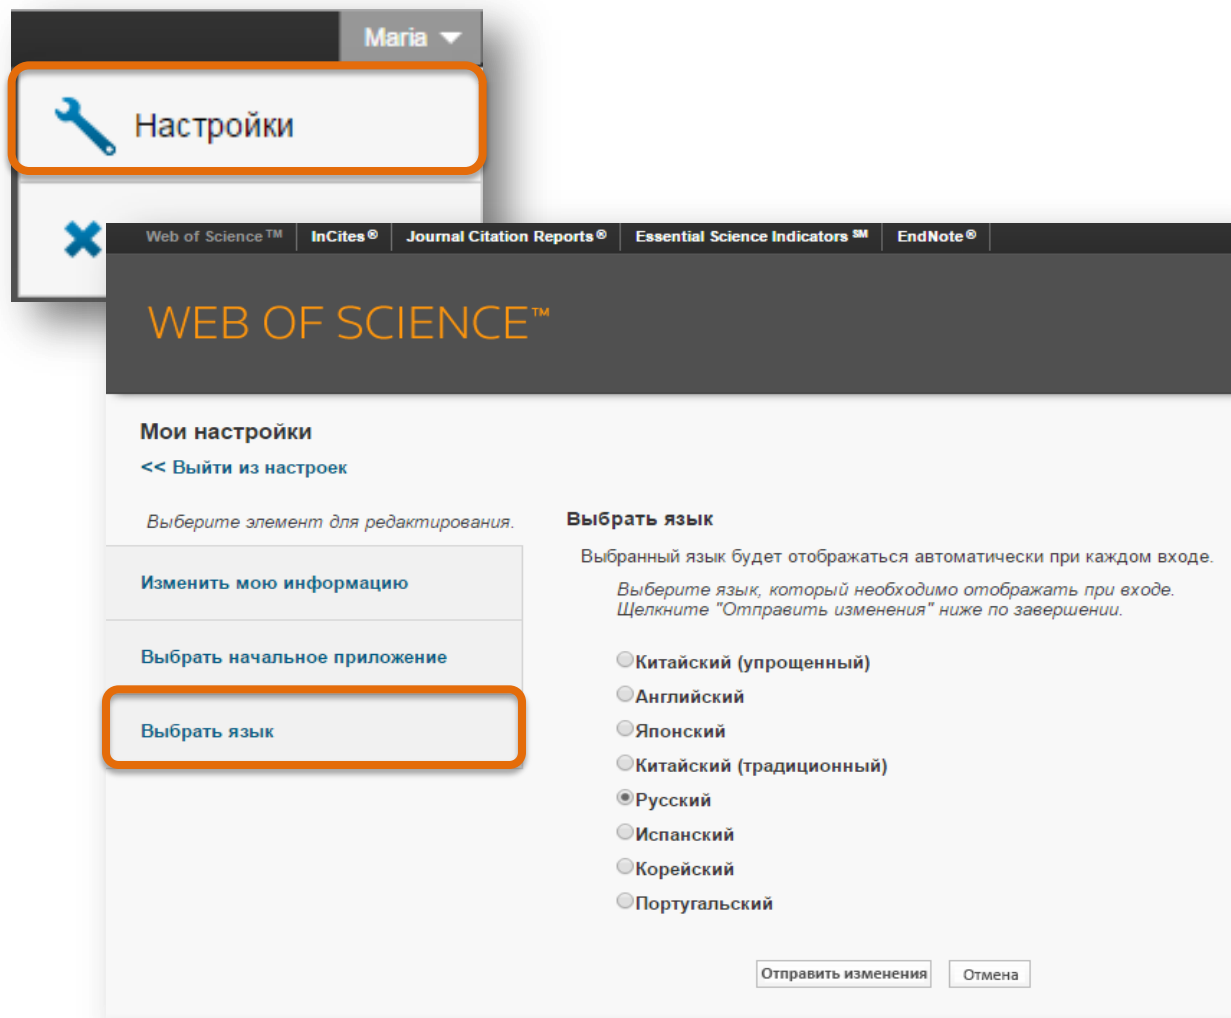 Maria
Настройки
Web of Science™ InCites® Journal Citation Reports® Essential Science Indicators ℠ EndNote®
WEB OF SCIENCE™
Мои настройки
<< Выйти из настроек
Выберите элемент для редактирования.
Изменить мою информацию
Выбрать начальное приложение
Выбрать язык
Выбрать язык
Выбранный язык будет отображаться автоматически при каждом входе.
Выберите язык, который необходимо отображать при входе.
Щелкните "Отправить изменения" ниже по завершении.
Китайский (упрощенный)
Английский
Японский
Китайский (традиционный)
Русский
Испанский
Корейский
Португальский
Отправить изменения Отмена